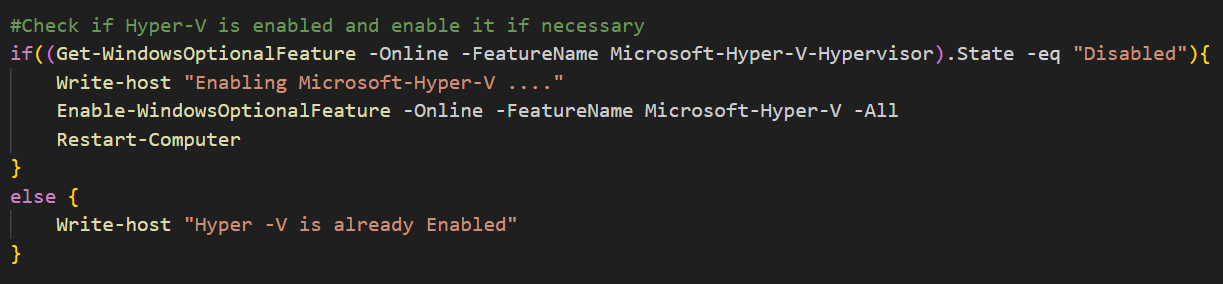 #Check if Hyper-V is enabled and enable it if necessary
if((Get-WindowsOptionalFeature -Online -FeatureName Microsoft-Hyper-V-Hypervisor).State -eq "Disabled"){
    Write-host "Enabling Microsoft-Hyper-V ...."
    Enable-WindowsOptionalFeature -Online -FeatureName Microsoft-Hyper-V -All
    Restart-Computer
}
else {
    Write-host "Hyper -V is already Enabled"
}